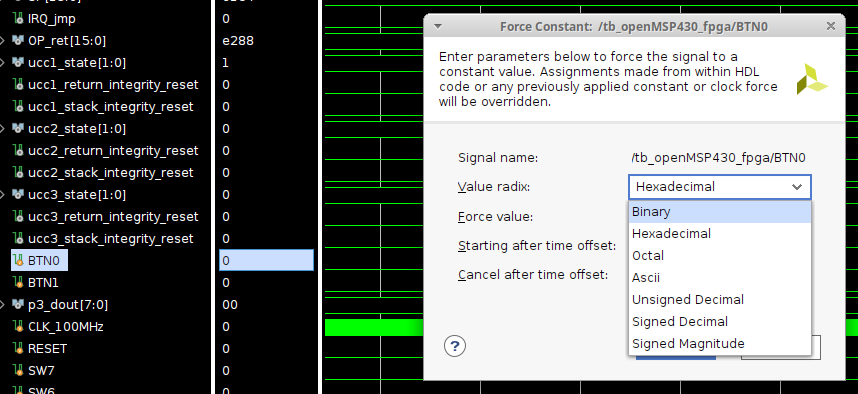 IRQ_jmp 0
OP_ret[15:0] e288
ucc1_state[1:0] 1
ucc1_return_integrity_reset 0
ucc1_stack_integrity_reset 0
ucc2_state[1:0] 0
ucc2_return_integrity_reset 0
ucc2_stack_integrity_reset 0
ucc3_state[1:0] 0
ucc3_return_integrity_reset 0
ucc3_stack_integrity_reset 0
BTN0 0
BTN1 0
p3_dout[7:0] 00
CLK_100MHz 0
RESET 0
SW7 0
SW6
Force Constant: /tb_openMSP430_fpga/BTN0
Enter parameters below to force the signal to a
constant value. Assignments made from within HDL
code or any previously applied constant or clock force
will be overridden.
Signal name: /tb_openMSP430_fpga/BTN0
Value radix: Hexadecimal
Force value:
Starting after time offset:
Cancel after time offset:
Binary
Hexadecimal
Octal
Ascii
Unsigned Decimal
Signed Decimal
Signed Magnitude
?